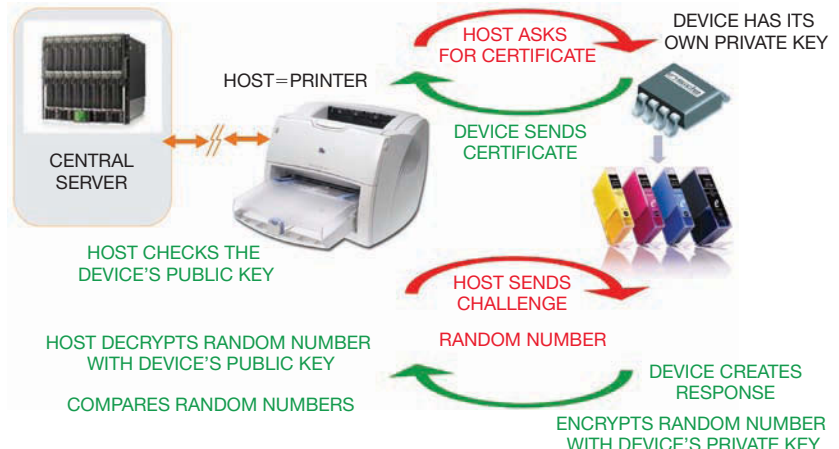 HOST ASKS
FOR CERTIFICATE
DEVICE HAS ITS
OWN PRIVATE KEY
HOST=PRINTER
CENTRAL
SERVER
DEVICE SENDS
CERTIFICATE
HOST CHECKS THE
DEVICE'S PUBLIC KEY
HOST SENDS
CHALLENGE
RANDOM NUMBER
HOST DECRYPTS RANDOM NUMBER
WITH DEVICE'S PUBLIC KEY
COMPARES RANDOM NUMBERS
DEVICE CREATES
RESPONSE
ENCRYPTS RANDOM NUMBER
WITH DEVICE'S PRIVATE KEY